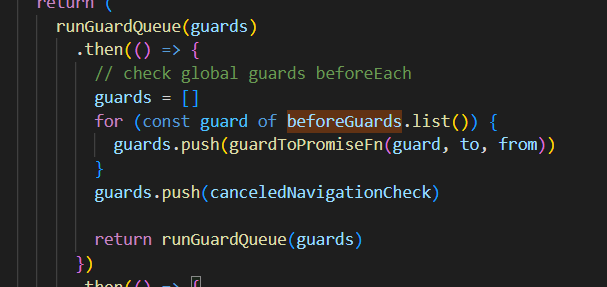 return (
runGuardQueue(guards)
.then(() => {
// check global guards beforeEach
guards = []
for (const guard of beforeGuards.list()) {
guards.push(guardToPromiseFn(guard, to, from))
}
guards.push(canceledNavigationCheck)
return runGuardQueue(guards)
})
.then(() => {